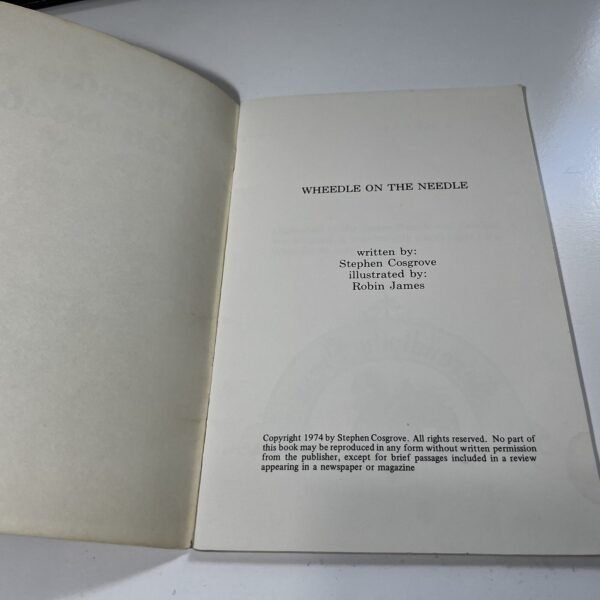 WHEEDLE ON THE NEEDLE
written by:
Stephen Cosgrove
illustrated by:
Robin James
Copyright 1974 by Stephen Cosgrove. All rights reserved. No part of
this book may be reproduced in any form without written permission
from the publisher, except for brief passages included in a review
appearing in a newspaper or magazine